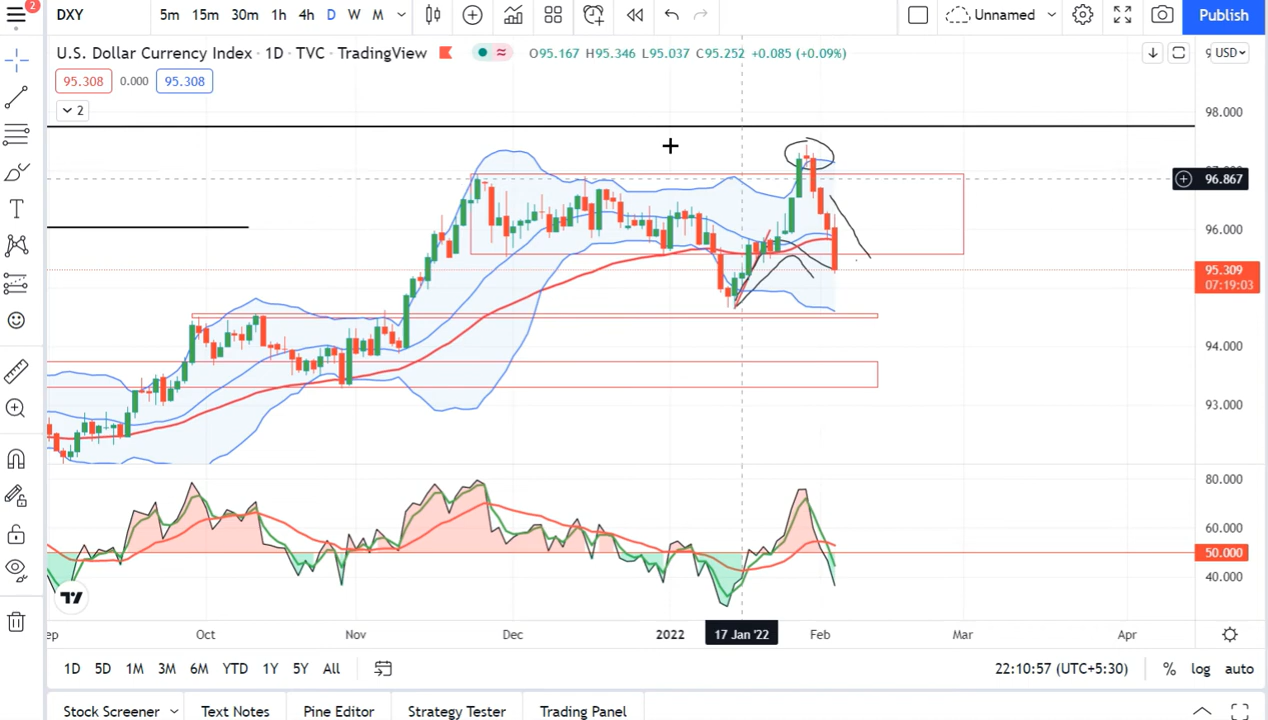 2
DXY 5m 15m 30m 1h 4h D W M Unnamed Publish
U.S. Dollar Currency Index · 1D · TVC · TradingView O95.167 H95.346 L95.037 C95.252 +0.085 (+0.09%) USD
95.308 0.000 95.308
2
98.000
96.867
96.000
95.309
07:19:03
94.000
93.000
80.000
60.000
50.000
40.000
Oct Nov Dec 2022 17 Jan '22 Feb Mar Apr
1D 5D 1M 3M 6M YTD 1Y 5Y All 22:10:57 (UTC+5:30) % log auto
Stock Screener Text Notes Pine Editor Strategy Tester Trading Panel